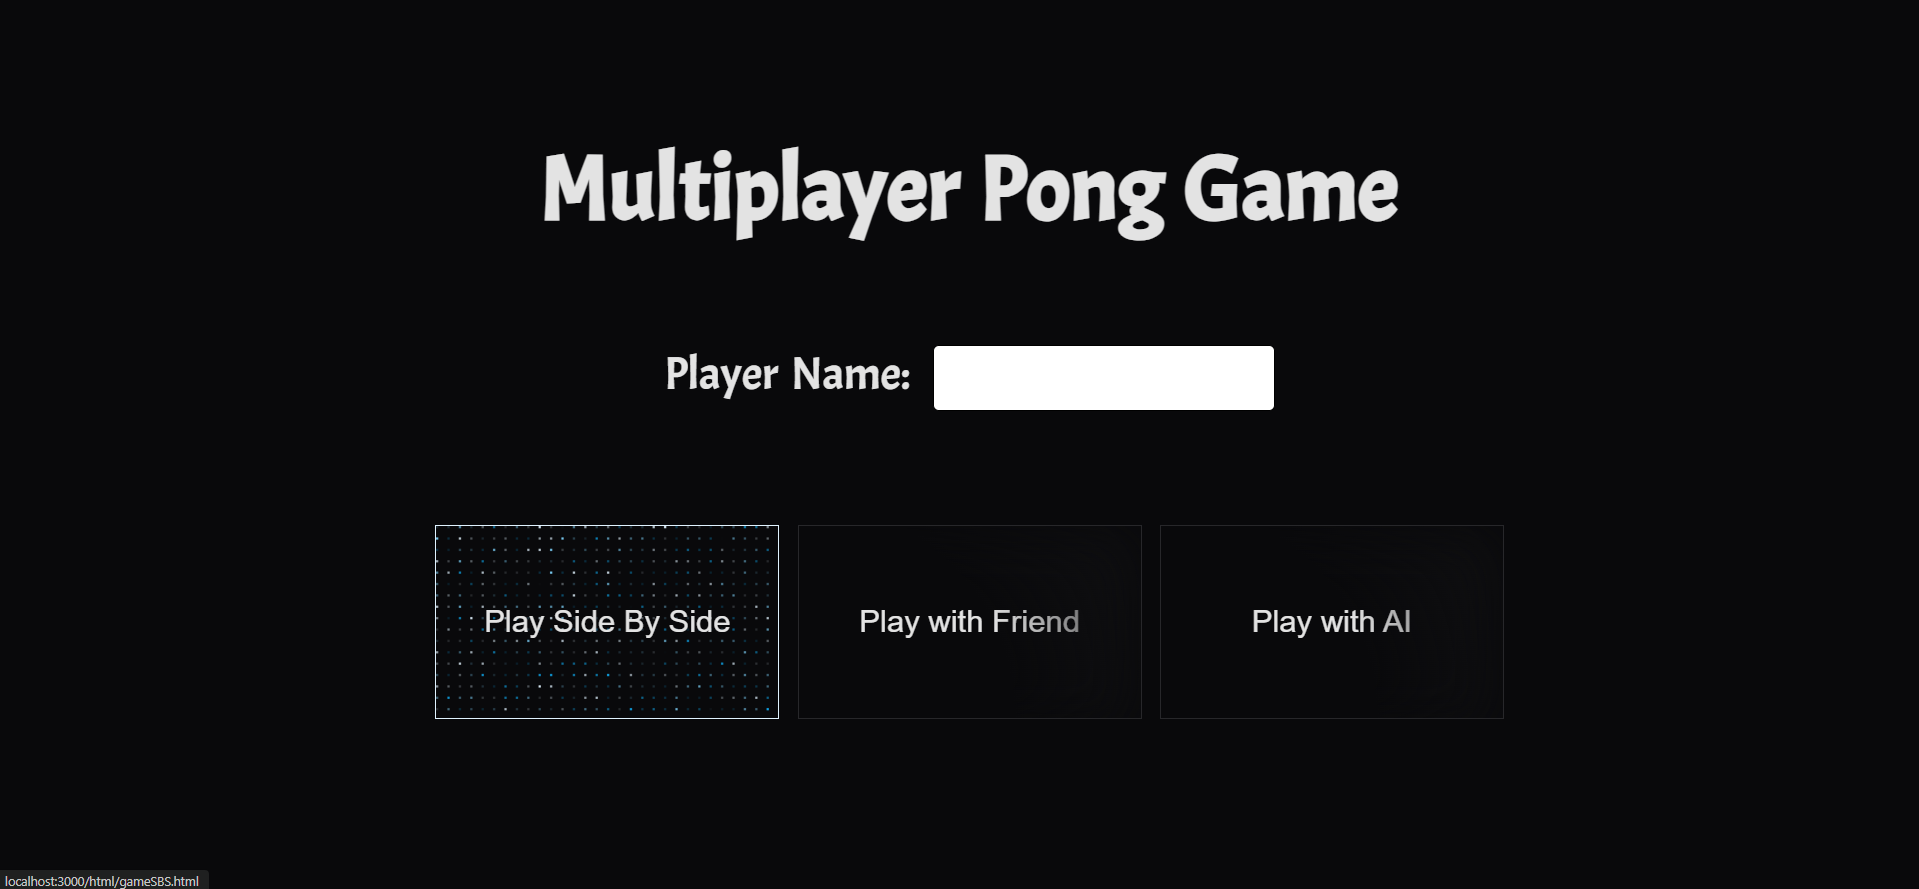 Multiplayer Pong Game
Player Name:
Play Side By Side
Play with Friend
Play with AI
localhost:3000/html/gameSBS.html